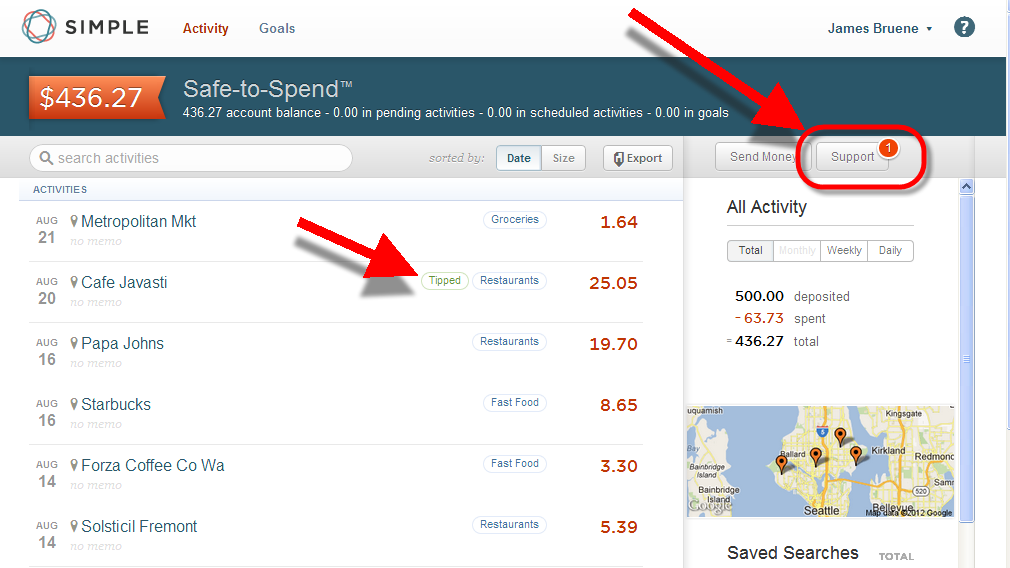 SIMPLE Activity Goals James Bruene ?
$436.27 Safe-to-Spend™
436.27 account balance - 0.00 in pending activities - 0.00 in scheduled activities - 0.00 in goals
search activities sorted by: Date Size Export Send Money Support 1
ACTIVITIES
AUG 21 Metropolitan Mkt Groceries 1.64
no memo
AUG 20 Cafe Javasti Tipped Restaurants 25.05
no memo
AUG 16 Papa Johns Restaurants 19.70
no memo
AUG 16 Starbucks Fast Food 8.65
no memo
AUG 14 Forza Coffee Co Wa Fast Food 3.30
no memo
AUG 14 Solsticil Fremont Restaurants 5.39
no memo
All Activity
Total Monthly Weekly Daily
500.00 deposited
- 63.73 spent
= 436.27 total
uquamish Kingsgate
5
Bay Ballard Kirkland Redmond
Bainbridge Island
Bainbridge Island
Samm
520
Seattle Bellevue
Google Map data ©2012 Google
Saved Searches TOTAL